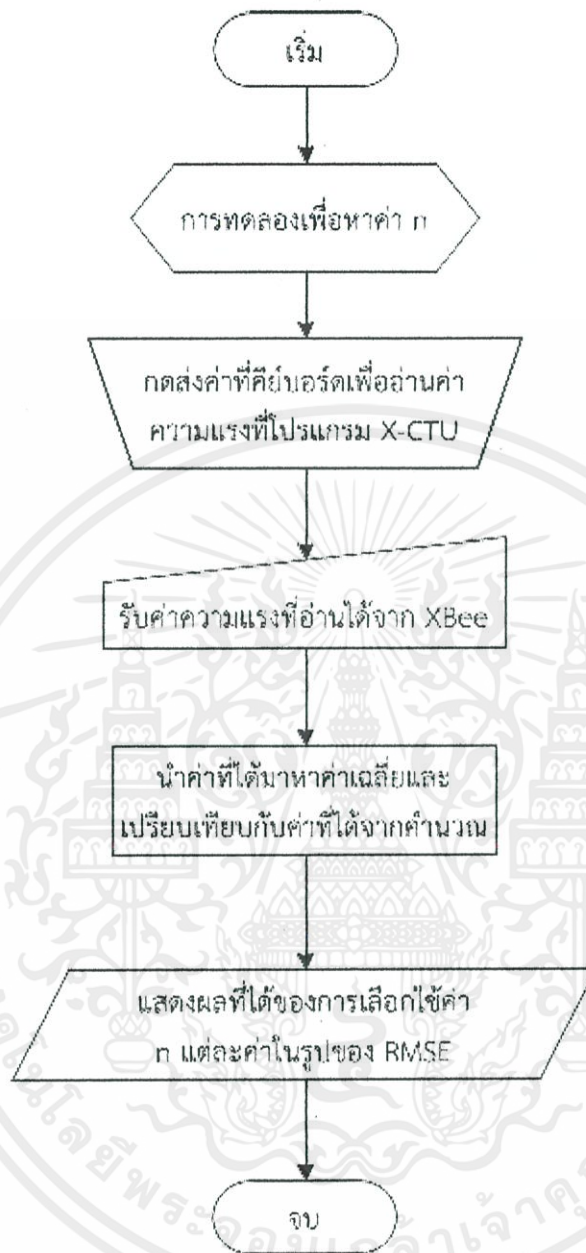 เริ่ม
การทดลองเพื่อหาค่า n
กดส่งค่าที่คีย์บอร์ดเพื่ออ่านค่า
ความแรงที่โปรแกรม X-CTU
รับค่าความแรงที่อ่านได้จาก XBee
นำค่าที่ได้มาหาค่าเฉลี่ยและ
เปรียบเทียบกับค่าที่ได้จากคำนวณ
แสดงผลที่ได้ของการเลือกใช้ค่า
n แต่ละค่าในรูปของ RMSE
จบ